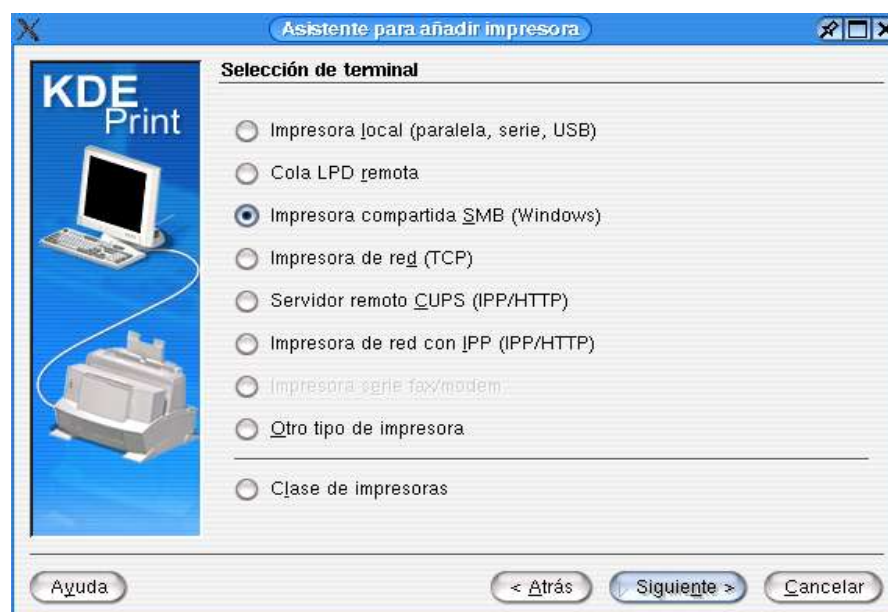 Asistente para añadir impresora
KDE
Print
Selección de terminal
Impresora local (paralela, serie, USB)
Cola LPD remota
Impresora compartida SMB (Windows)
Impresora de red (TCP)
Servidor remoto CUPS (IPP/HTTP)
Impresora de red con IPP (IPP/HTTP)
Impresora serie fax/modem
Otro tipo de impresora
Clase de impresoras
Ayuda
< Atrás
Siguiente >
Cancelar